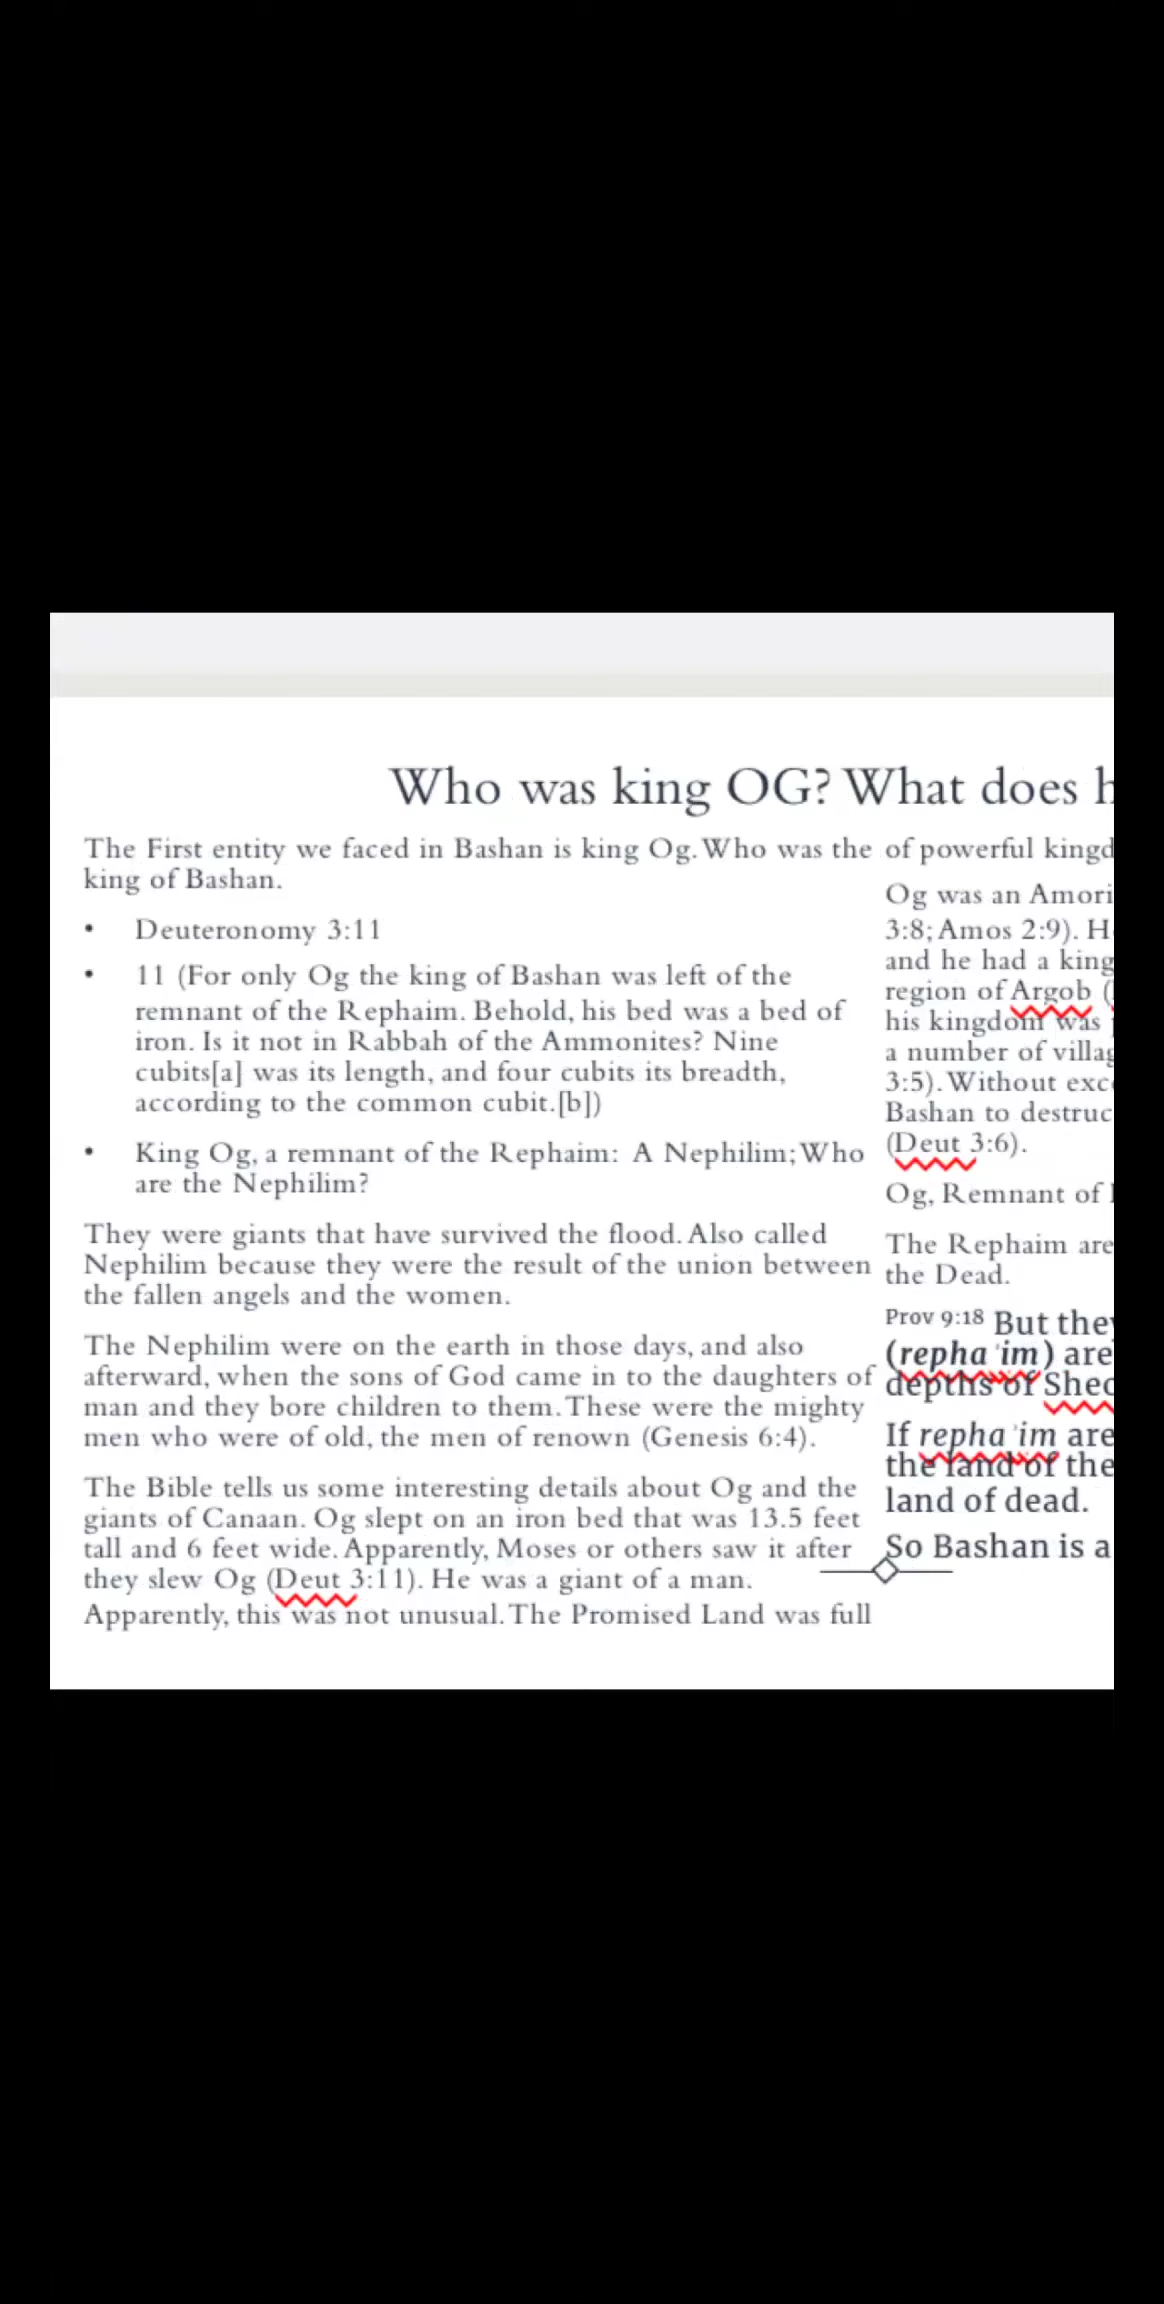 Who was king OG? What does
The First entity we faced in Bashan is king Og. Who was the
king of Bashan.
• Deuteronomy 3:11
• 11 (For only Og the king of Bashan was left of the
remnant of the Rephaim. Behold, his bed was a bed of
iron. Is it not in Rabbah of the Ammonites? Nine
cubits[a] was its length, and four cubits its breadth,
according to the common cubit.[b])
• King Og, a remnant of the Rephaim: A Nephilim; Who
are the Nephilim?
They were giants that have survived the flood. Also called
Nephilim because they were the result of the union between
the fallen angels and the women.
The Nephilim were on the earth in those days, and also
afterward, when the sons of God came in to the daughters of
man and they bore children to them. These were the mighty
men who were of old, the men of renown (Genesis 6:4).
The Bible tells us some interesting details about Og and the
giants of Canaan. Og slept on an iron bed that was 13.5 feet
tall and 6 feet wide. Apparently, Moses or others saw it after
they slew Og (Deut 3:11). He was a giant of a man.
Apparently, this was not unusual. The Promised Land was full
of powerful kingd
Og was an Amori
3:8; Amos 2:9). H
and he had a king
region of Argob (
his kingdom was
a number of villag
3:5). Without exc
Bashan to destruc
(Deut 3:6).
Og, Remnant of
The Rephaim are
the Dead.
Prov 9:18 But they
(repha ʾim) are
depths of Sheo
If repha ʾim are
the land of the
land of dead.
So Bashan is a